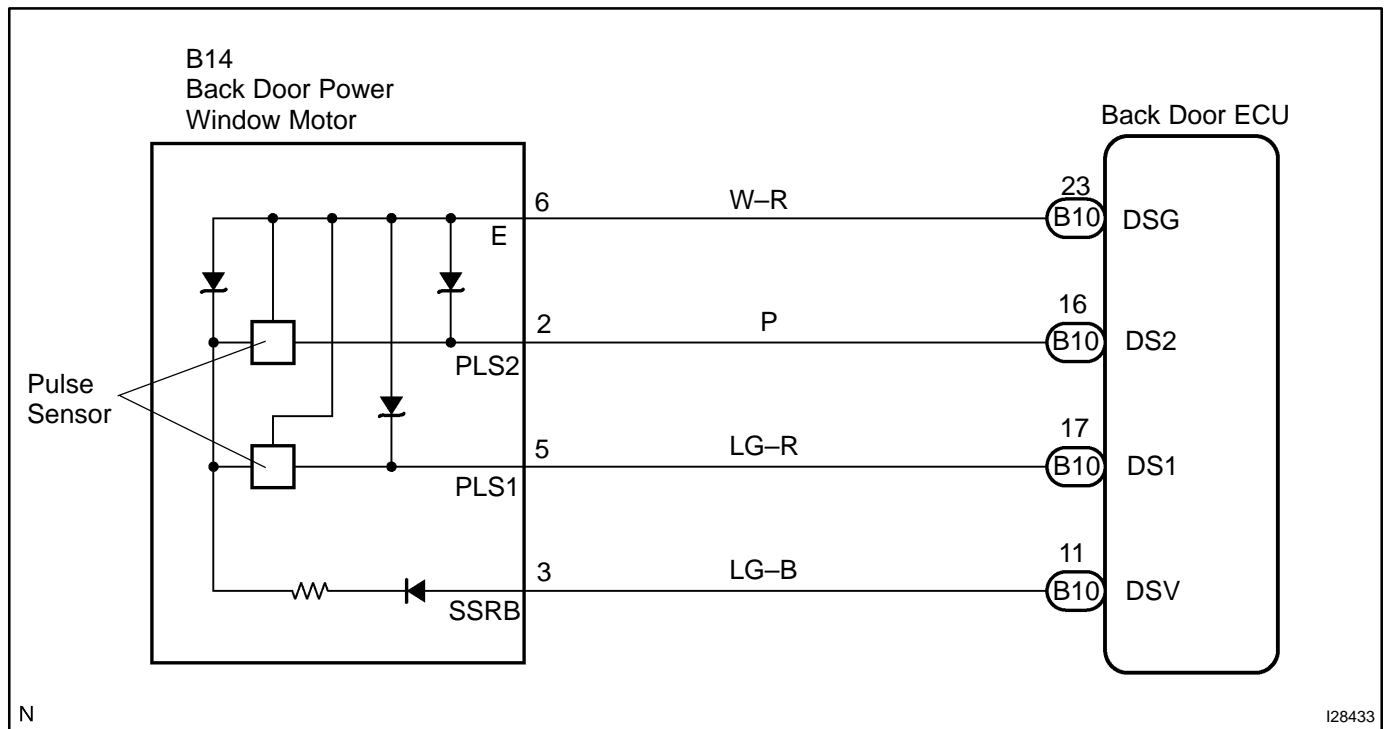 B14
Back Door Power
Window Motor
Back Door ECU
6
W–R
23
B10
DSG
E
2
P
16
B10
DS2
PLS2
Pulse
Sensor
5
LG–R
17
B10
DS1
PLS1
3
LG–B
11
B10
DSV
SSRB
N
I28433